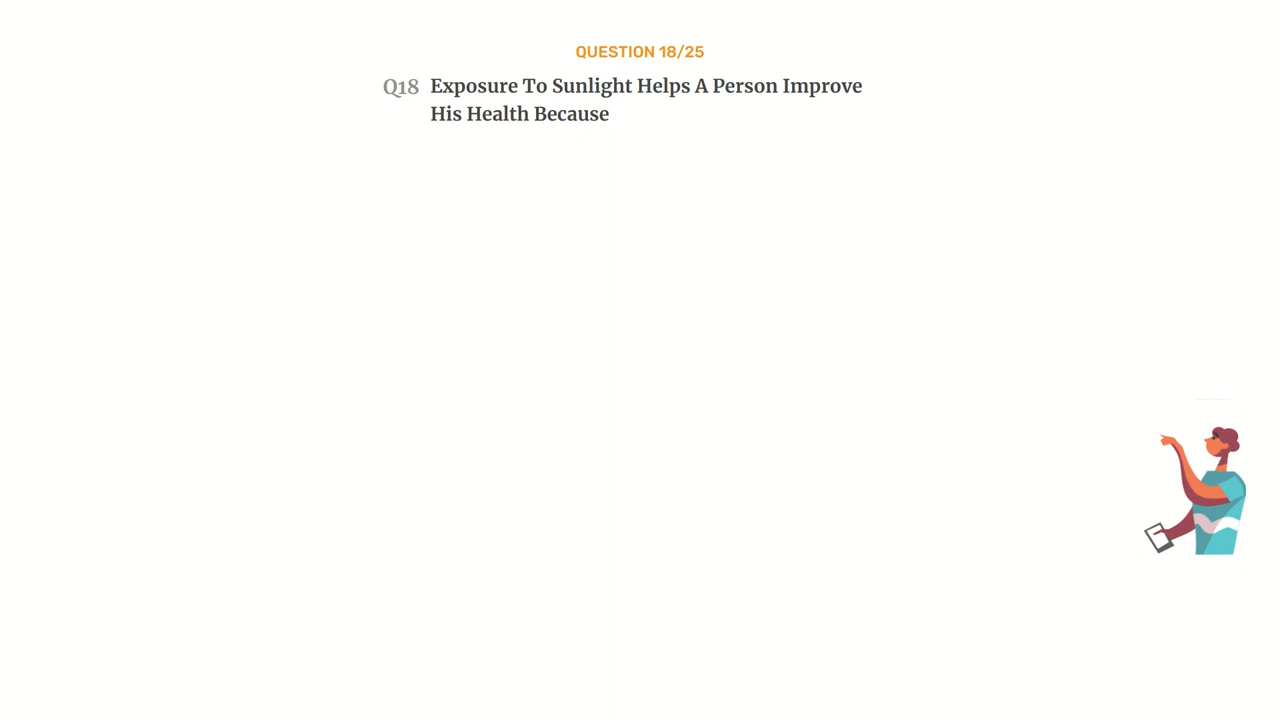 QUESTION 18/25
Q18 Exposure To Sunlight Helps A Person Improve
His Health Because